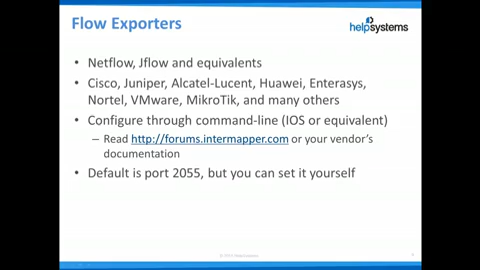 Flow Exporters
helpsystems
• Netflow, Jflow and equivalents
• Cisco, Juniper, Alcatel-Lucent, Huawei, Enterasys,
Nortel, VMware, MikroTik, and many others
• Configure through command-line (IOS or equivalent)
– Read http://forums.intermapper.com or your vendor's
documentation
• Default is port 2055, but you can set it yourself